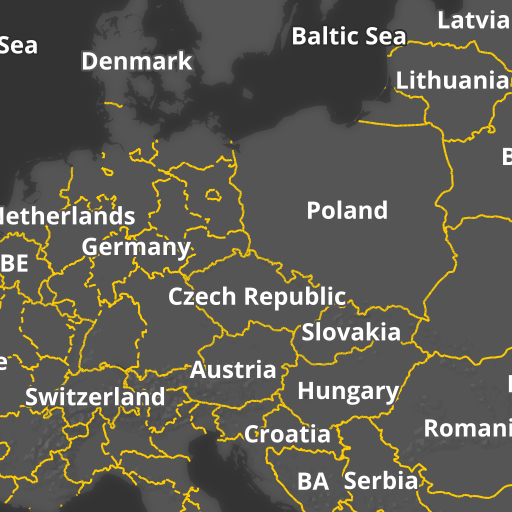 Latvia
Sea
Baltic Sea
Denmark
Lithuania
B
Poland
Netherlands
Germany
BE
Czech Republic
Slovakia
e
Austria
Switzerland
Hungary
Croatia
Romani
BA
Serbia